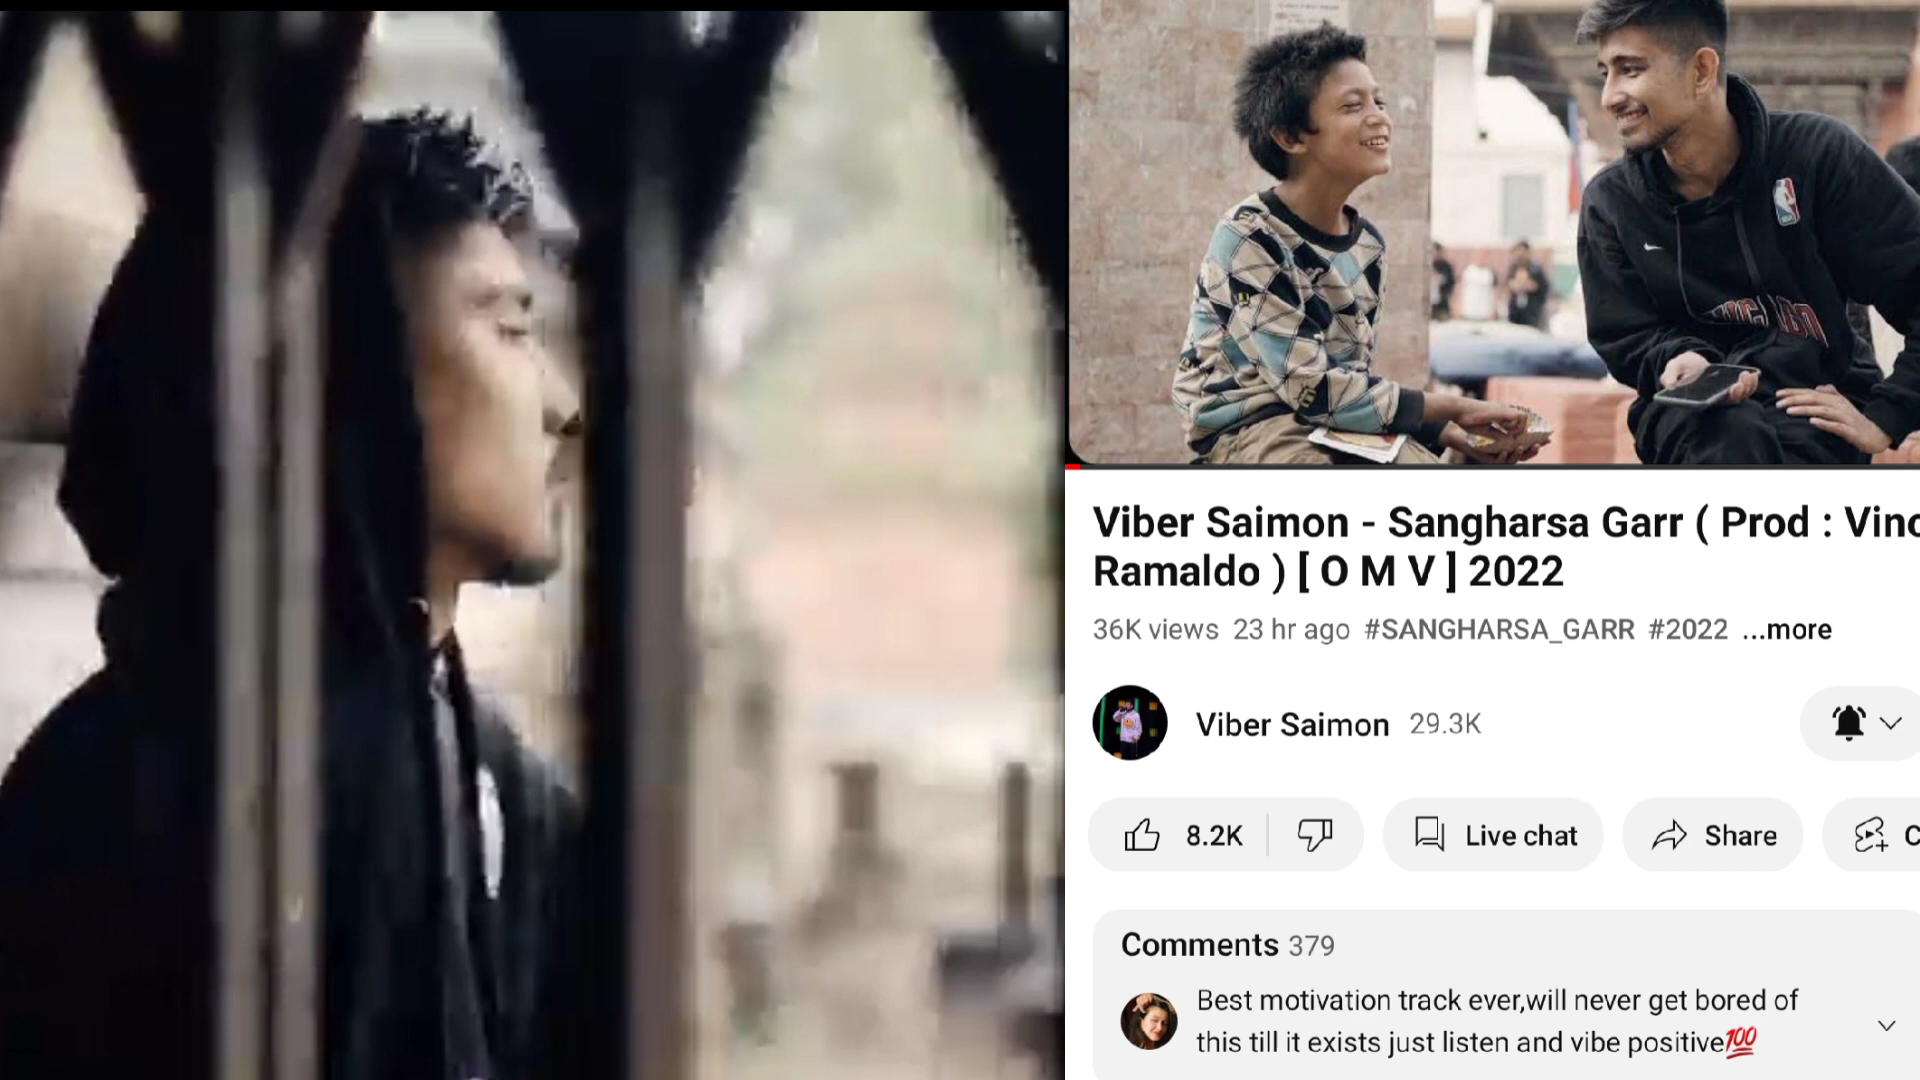 Viber Saimon - Sangharsa Garr ( Prod : Vinc
Ramaldo ) [ O M V ] 2022
36K views 23 hr ago #SANGHARSA_GARR #2022 ...more
Viber Saimon 29.3K
8.2K Live chat Share C
Comments 379
Best motivation track ever,will never get bored of
this till it exists just listen and vibe positive💯